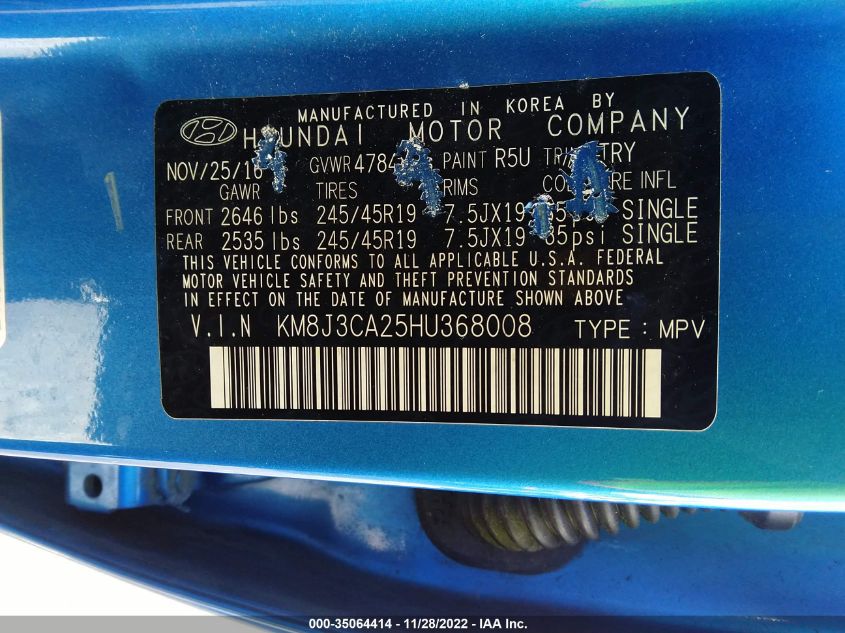 MANUFACTURED IN KOREA BY
HYUNDAI MOTOR COMPANY
NOV/25/16 GVWR 4784 PAINT R5U
GAWR TIRES RIMS INFL
FRONT 2646 lbs 245/45R19 7.5JX19 SINGLE
REAR 2535 lbs 245/45R19 7.5JX19 35psi SINGLE
THIS VEHICLE CONFORMS TO ALL APPLICABLE U.S.A. FEDERAL
MOTOR VEHICLE SAFETY AND THEFT PREVENTION STANDARDS
IN EFFECT ON THE DATE OF MANUFACTURE SHOWN ABOVE
V.I.N KM8J3CA25HU368008 TYPE : MPV
000-35064414 - 11/28/2022 - IAA Inc.